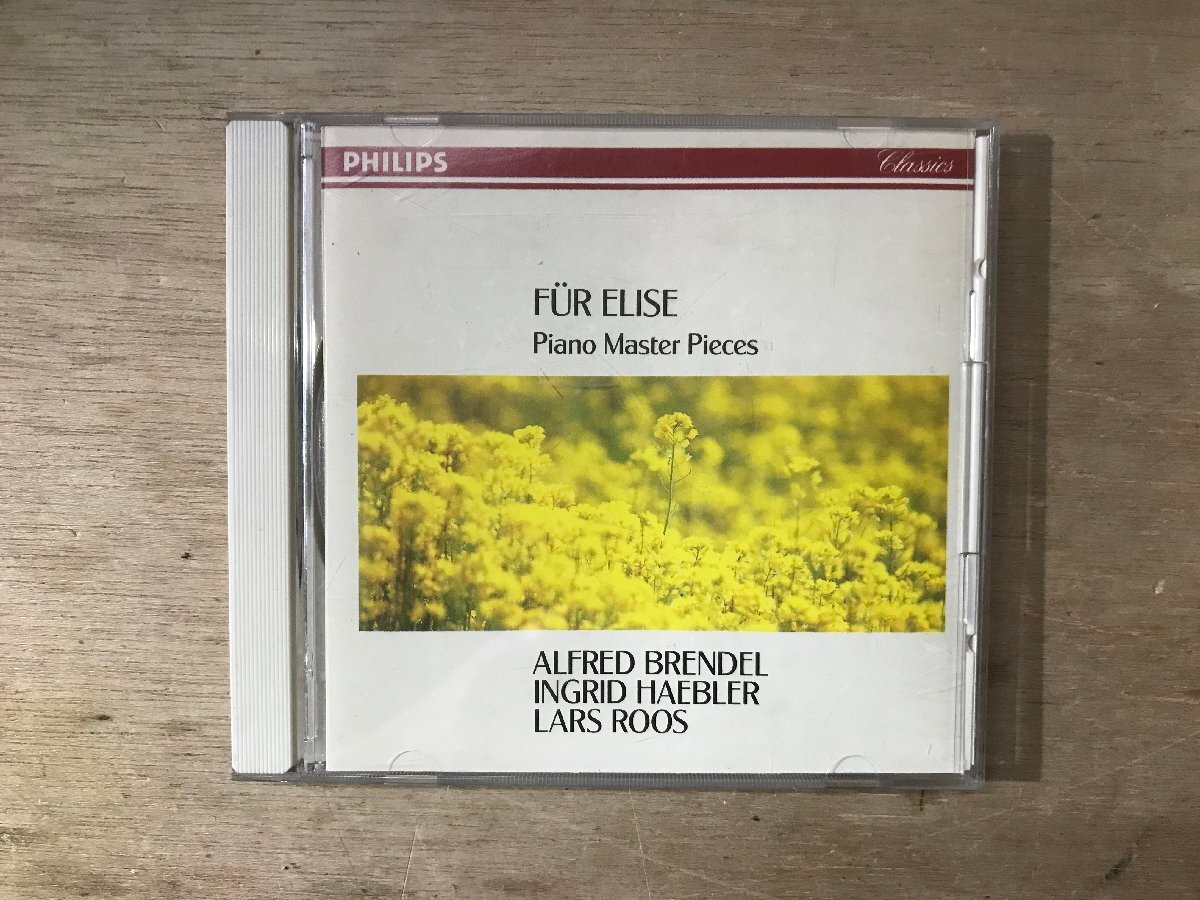 PHILIPS Classics
FÜR ELISE
Piano Master Pieces
ALFRED BRENDEL
INGRID HAEBLER
LARS ROOS